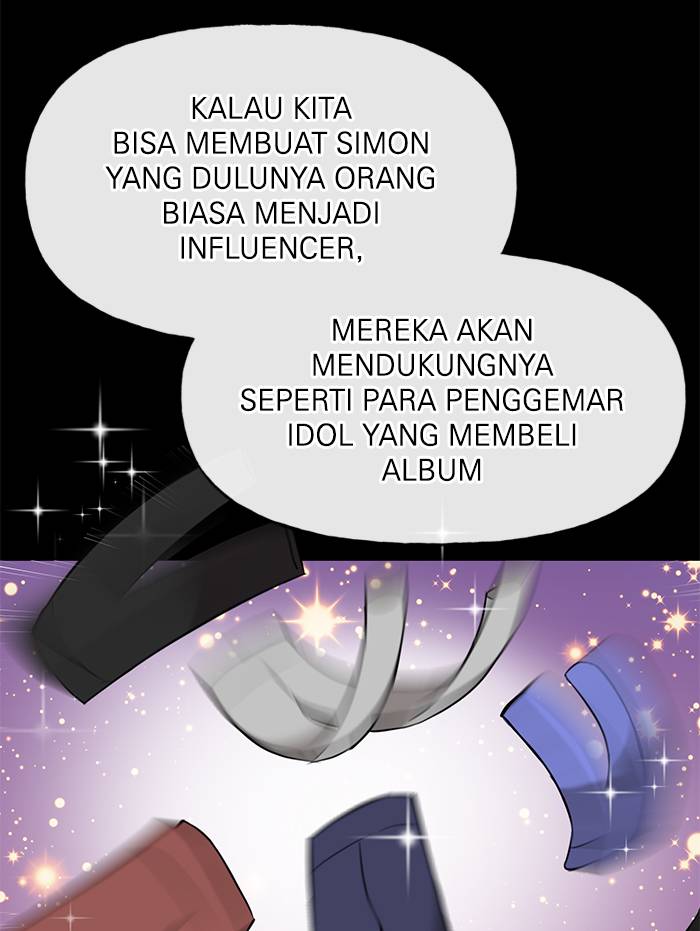 KALAU KITA
BISA MEMBUAT SIMON
YANG DULUNYA ORANG
BIASA MENJADI
INFLUENCER,
MEREKA AKAN
MENDUKUNGNYA
SEPERTI PARA PENGGEMAR
IDOL YANG MEMBELI
ALBUM